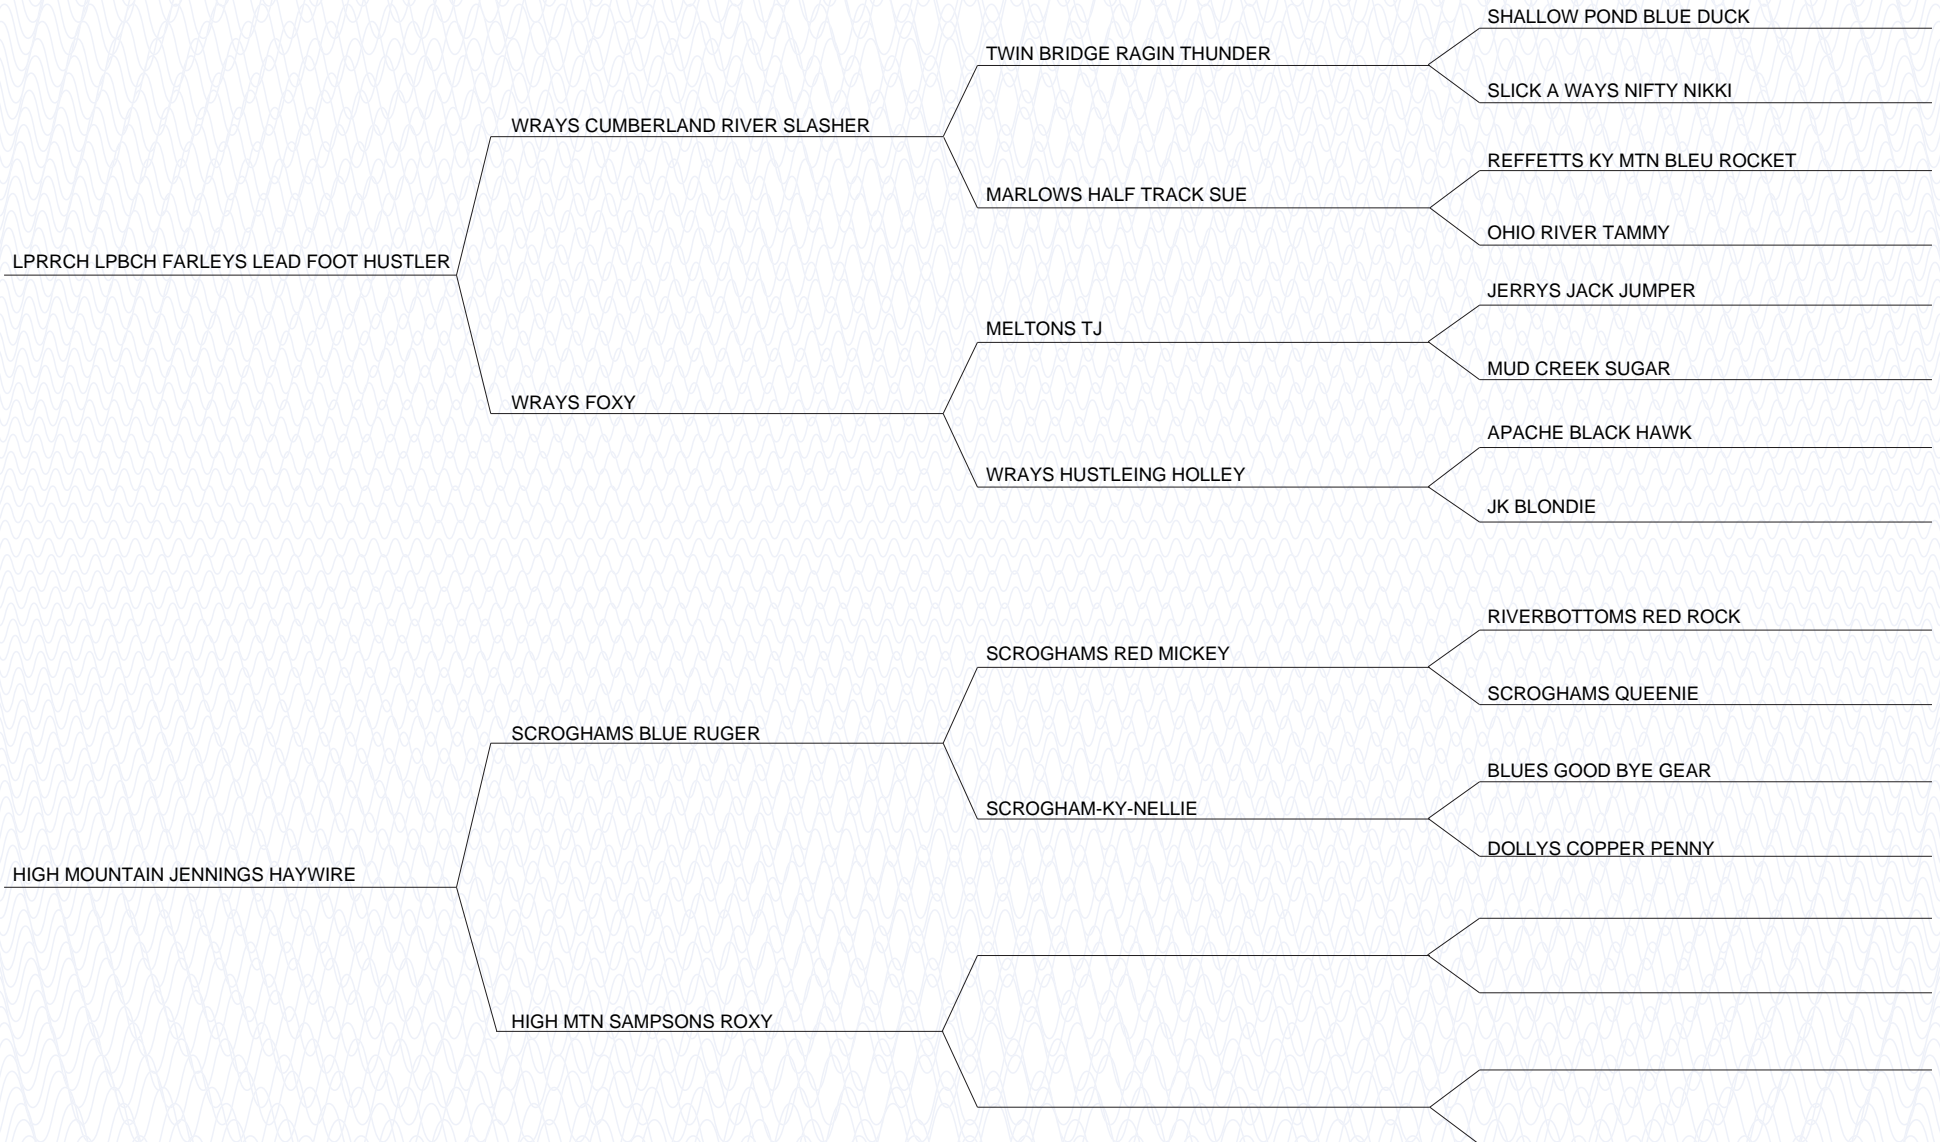 SHALLOW POND BLUE DUCK
TWIN BRIDGE RAGIN THUNDER
SLICK A WAYS NIFTY NIKKI
WRAYS CUMBERLAND RIVER SLASHER
REFFETTS KY MTN BLEU ROCKET
MARLOWS HALF TRACK SUE
OHIO RIVER TAMMY
LPRRCH LPBCH FARLEYS LEAD FOOT HUSTLER
JERRYS JACK JUMPER
MELTONS TJ
MUD CREEK SUGAR
WRAYS FOXY
APACHE BLACK HAWK
WRAYS HUSTLEING HOLLEY
JK BLONDIE
RIVERBOTTOMS RED ROCK
SCROGHAMS RED MICKEY
SCROGHAMS QUEENIE
SCROGHAMS BLUE RUGER
BLUES GOOD BYE GEAR
SCROGHAM-KY-NELLIE
DOLLYS COPPER PENNY
HIGH MOUNTAIN JENNINGS HAYWIRE
HIGH MTN SAMPSONS ROXY